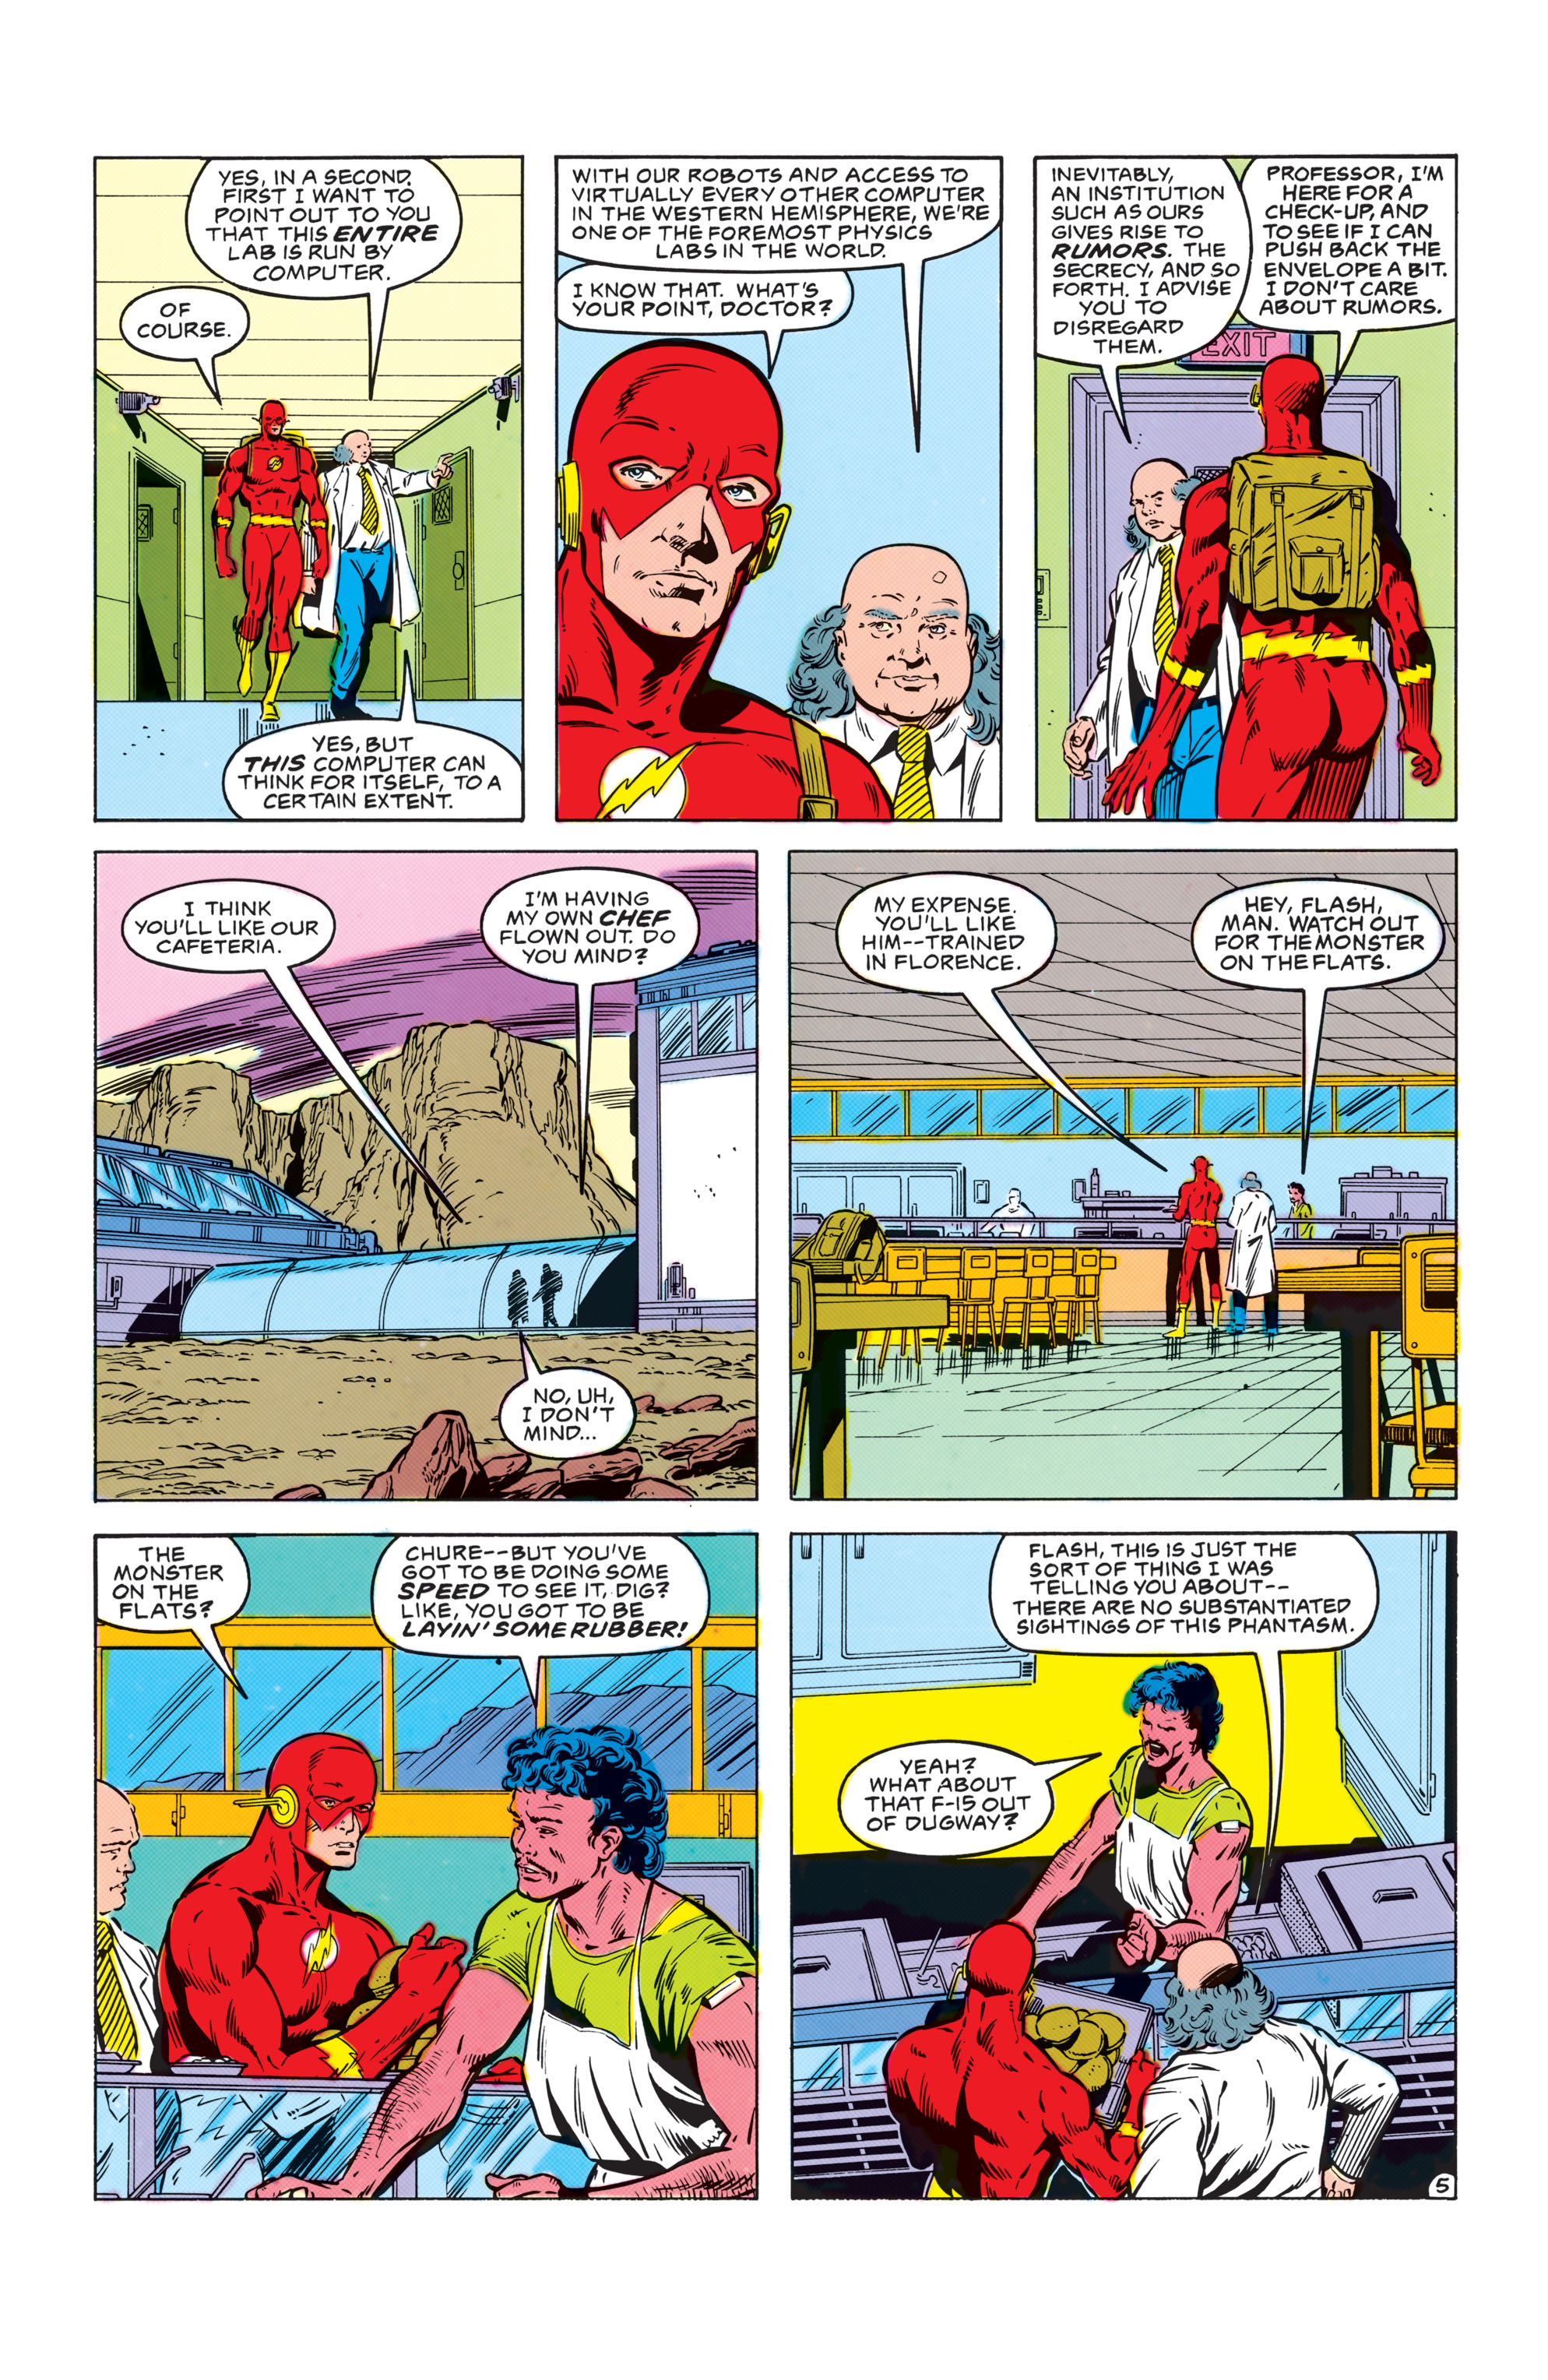 YES, IN A SECOND.
FIRST I WANT TO
POINT OUT TO YOU
THAT THIS ENTIRE
LAB IS RUN BY
COMPUTER.
OF
COURSE.
YES, BUT
THIS COMPUTER CAN
THINK FOR ITSELF, TO A
CERTAIN EXTENT.
WITH OUR ROBOTS AND ACCESS TO
VIRTUALLY EVERY OTHER COMPUTER
IN THE WESTERN HEMISPHERE, WE'RE
ONE OF THE FOREMOST PHYSICS
LABS IN THE WORLD.
I KNOW THAT. WHAT'S
YOUR POINT, DOCTOR?
INEVITABLY,
AN INSTITUTION
SUCH AS OURS
GIVES RISE TO
RUMORS. THE
SECRECY, AND SO
FORTH. I ADVISE
YOU TO
DISREGARD
THEM.
PROFESSOR, I'M
HERE FOR A
CHECK-UP, AND
TO SEE IF I CAN
PUSH BACK THE
ENVELOPE A BIT.
I DON'T CARE
ABOUT RUMORS.
EXIT
I THINK
YOU'LL LIKE OUR
CAFETERIA.
I'M HAVING
MY OWN CHEF
FLOWN OUT. DO
YOU MIND?
NO, UH,
I DON'T
MIND...
MY EXPENSE.
YOU'LL LIKE
HIM--TRAINED
IN FLORENCE.
HEY, FLASH,
MAN. WATCH OUT
FOR THE MONSTER
ON THE FLATS.
THE
MONSTER
ON THE
FLATS?
CHURE--BUT YOU'VE
GOT TO BE DOING SOME
SPEED TO SEE IT, DIG?
LIKE, YOU GOT TO BE
LAYIN' SOME RUBBER!
FLASH, THIS IS JUST THE
SORT OF THING I WAS
TELLING YOU ABOUT--
THERE ARE NO SUBSTANTIATED
SIGHTINGS OF THIS PHANTASM.
YEAH?
WHAT ABOUT
THAT F-15 OUT
OF DUGWAY?
5